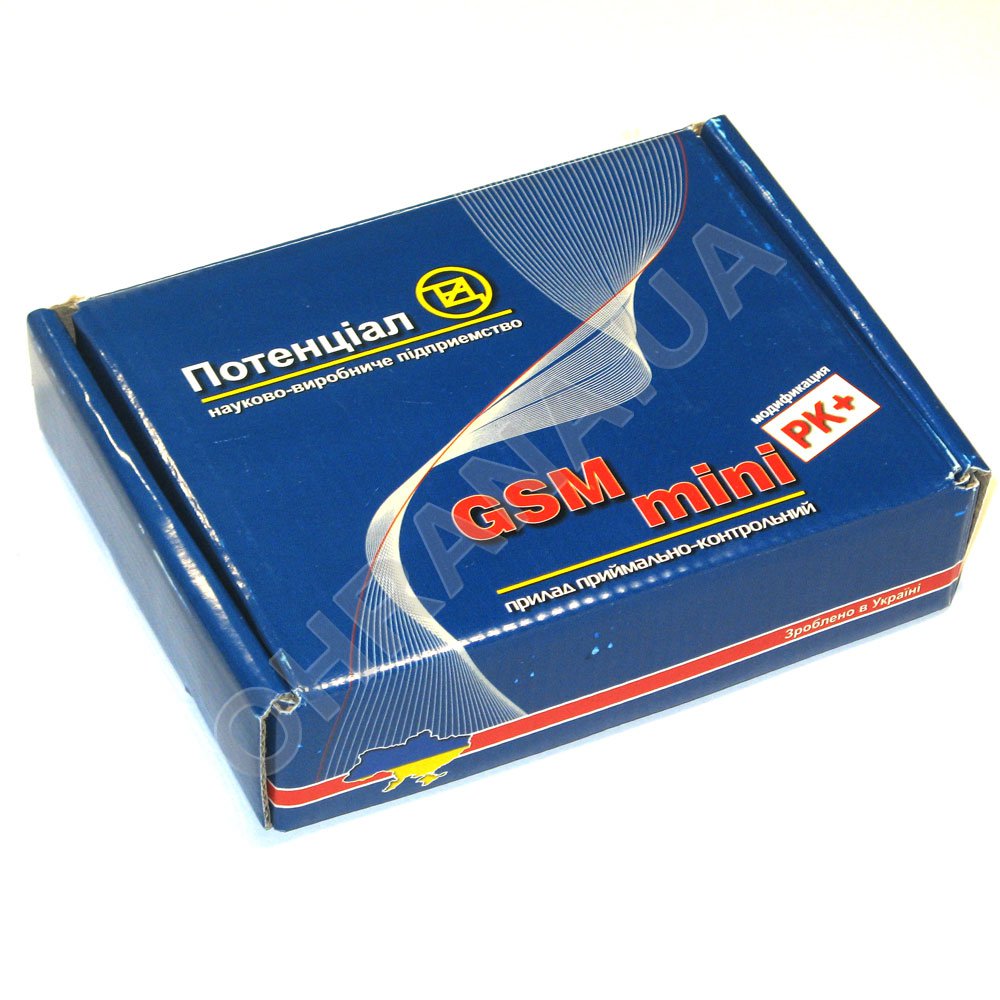 Потенціал
науково-виробниче підприємство
GSM mini
модификация
РК+
прилад приймально-контрольний
Зроблено в Україні
© OHRANA.UA